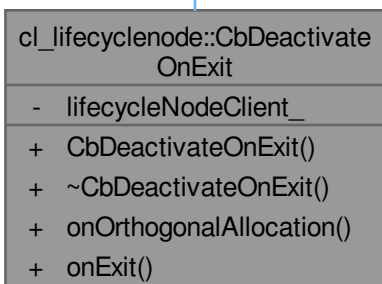 cl_lifecyclenode::CbDeactivate
OnExit
- lifecycleNodeClient_
+ CbDeactivateOnExit()
+ ~CbDeactivateOnExit()
+ onOrthogonalAllocation()
+ onExit()